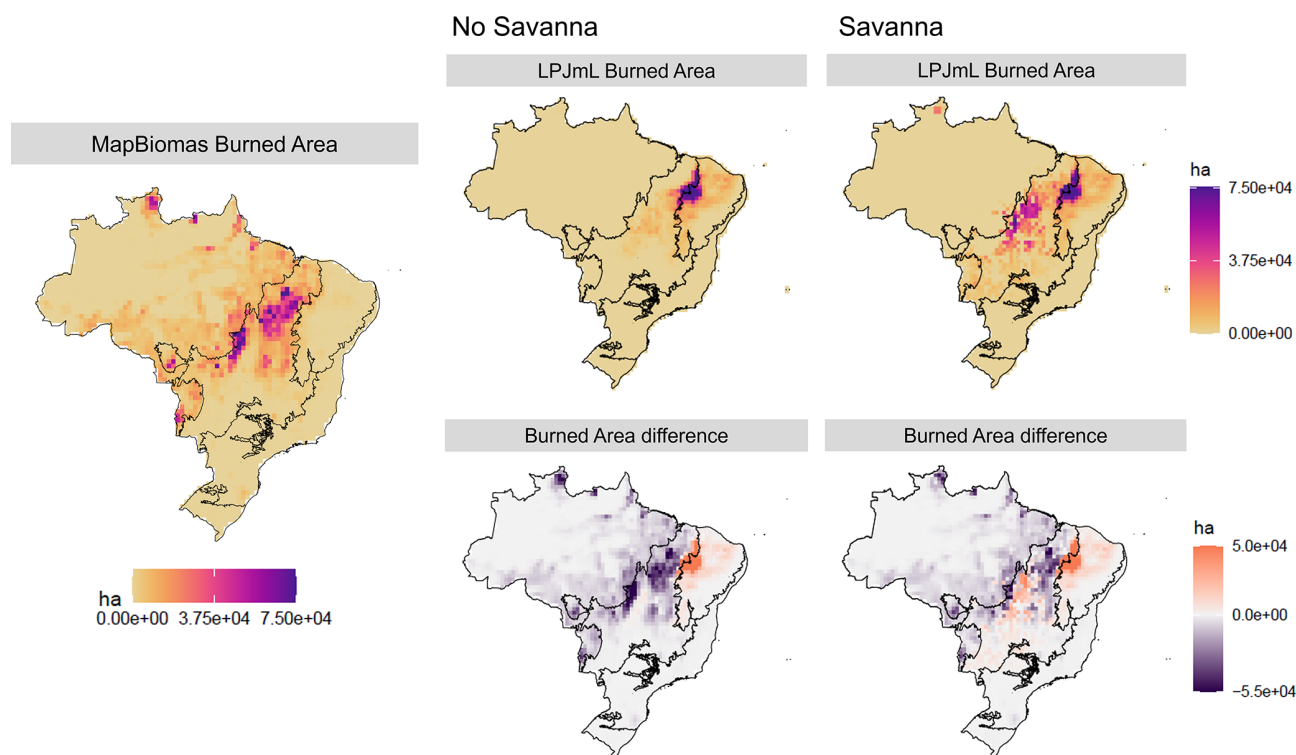 No Savanna
Savanna
LPJmL Burned Area
LPJmL Burned Area
MapBiomas Burned Area
ha
7.50e+04
3.75e+04
0.00e+00
Burned Area difference
Burned Area difference
ha
5.0e+04
0.0e+00
−5.5e+04
ha
0.00e+00 3.75e+04 7.50e+04